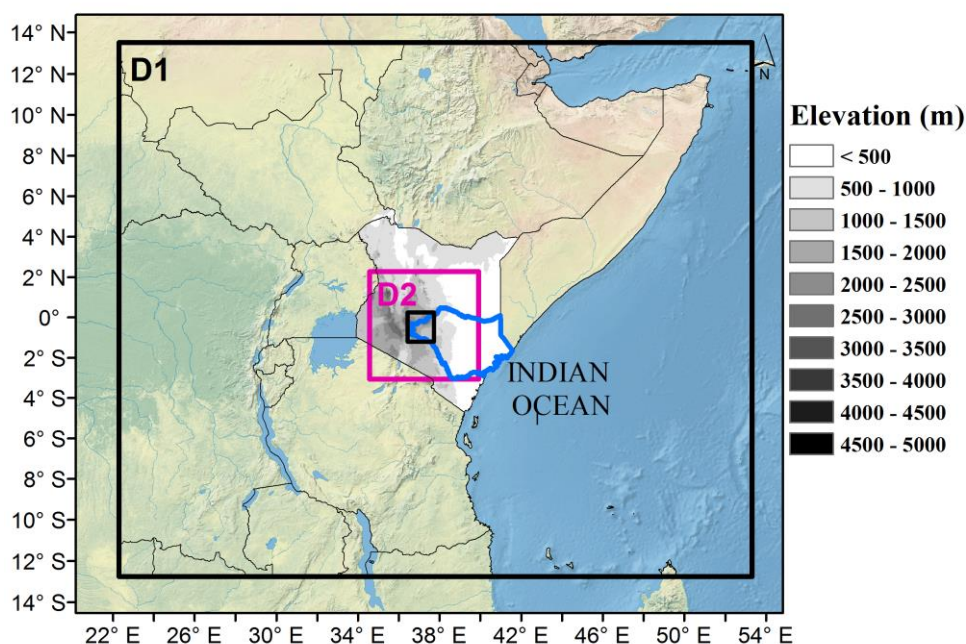 14° N
12° N
10° N
8° N
6° N
4° N
2° N
0°
2° S
4° S
6° S
8° S
10° S
12° S
14° S
D1
D2
INDIAN
OCEAN
N
22° E 26° E 30° E 34° E 38° E 42° E 46° E 50° E 54° E
Elevation (m)
< 500
500 - 1000
1000 - 1500
1500 - 2000
2000 - 2500
2500 - 3000
3000 - 3500
3500 - 4000
4000 - 4500
4500 - 5000